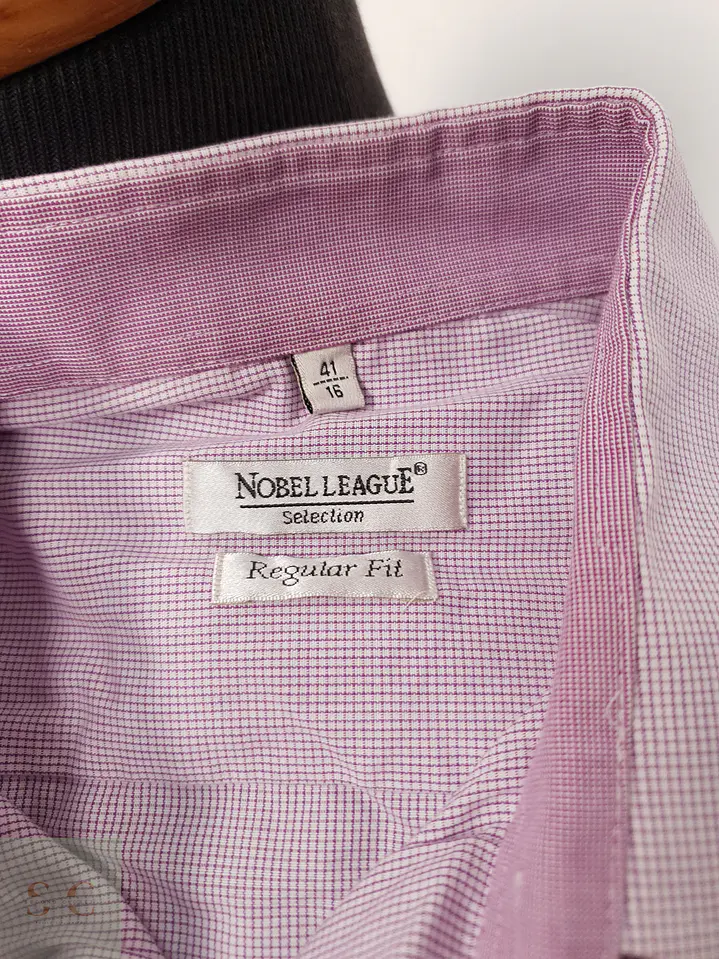 41
16
NOBEL LEAGUE®
Selection
Regular Fit
S C